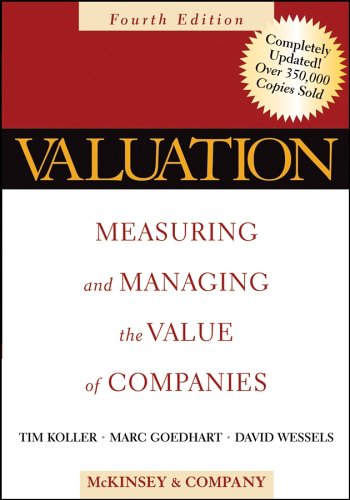 Fourth Edition
Completely
Updated!
Over 350,000
Copies Sold
VALUATION
MEASURING
and MANAGING
the VALUE
of COMPANIES
TIM KOLLER · MARC GOEDHART · DAVID WESSELS
McKINSEY & COMPANY